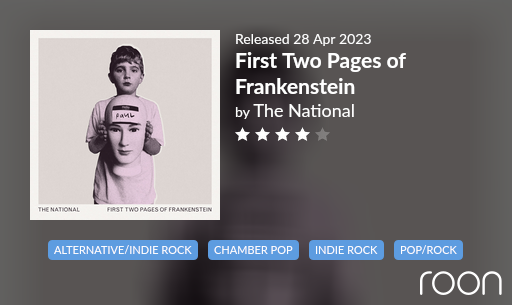 Released 28 Apr 2023
First Two Pages of
Frankenstein
by The National
PAUL
THE NATIONAL
FIRST TWO PAGES OF FRANKENSTEIN
ALTERNATIVE/INDIE ROCK
CHAMBER POP
INDIE ROCK
POP/ROCK
roon